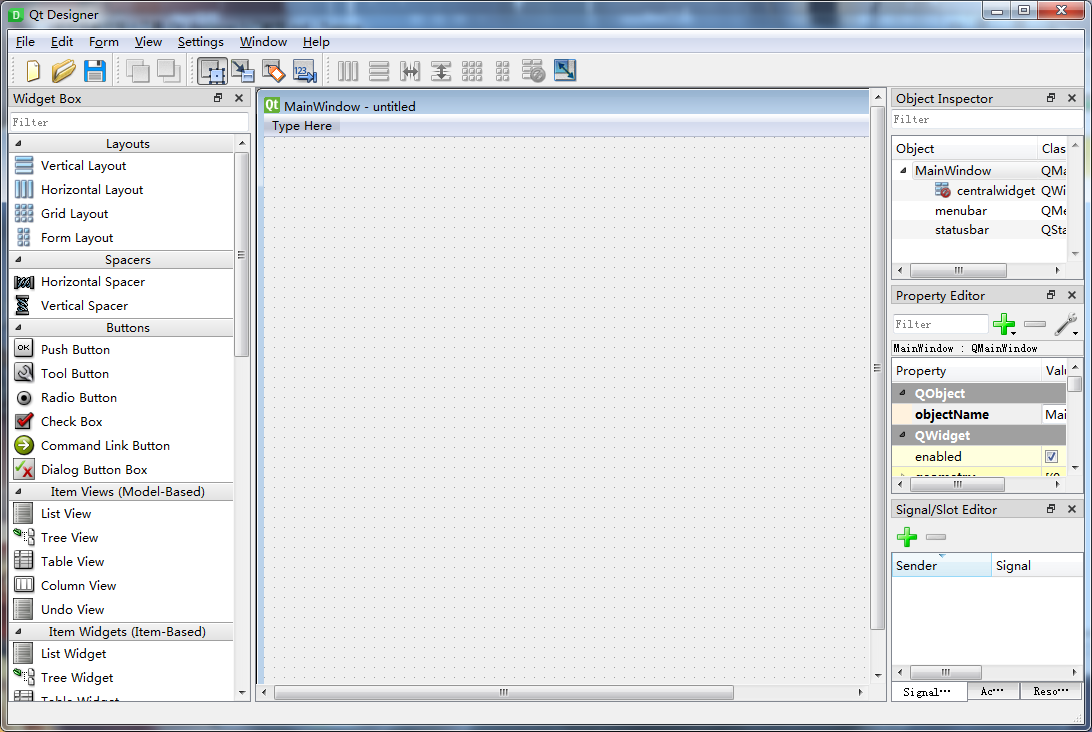 Qt Designer
File Edit Form View Settings Window Help
Widget Box
Filter
Layouts
Vertical Layout
Horizontal Layout
Grid Layout
Form Layout
Spacers
Horizontal Spacer
Vertical Spacer
Buttons
OK Push Button
Tool Button
Radio Button
Check Box
Command Link Button
Dialog Button Box
Item Views (Model-Based)
List View
Tree View
Table View
Column View
Undo View
Item Widgets (Item-Based)
List Widget
Tree Widget
Table Widget
Qt MainWindow - untitled
Type Here
Object Inspector
Filter
Object Clas
MainWindow QMa
centralwidget QWi
menubar QMe
statusbar QSta
Property Editor
Filter
MainWindow : QMainWindow
Property Valu
QObject
objectName Mai
QWidget
enabled
geometry
Signal/Slot Editor
Sender Signal
Signal… Ac… Reso…